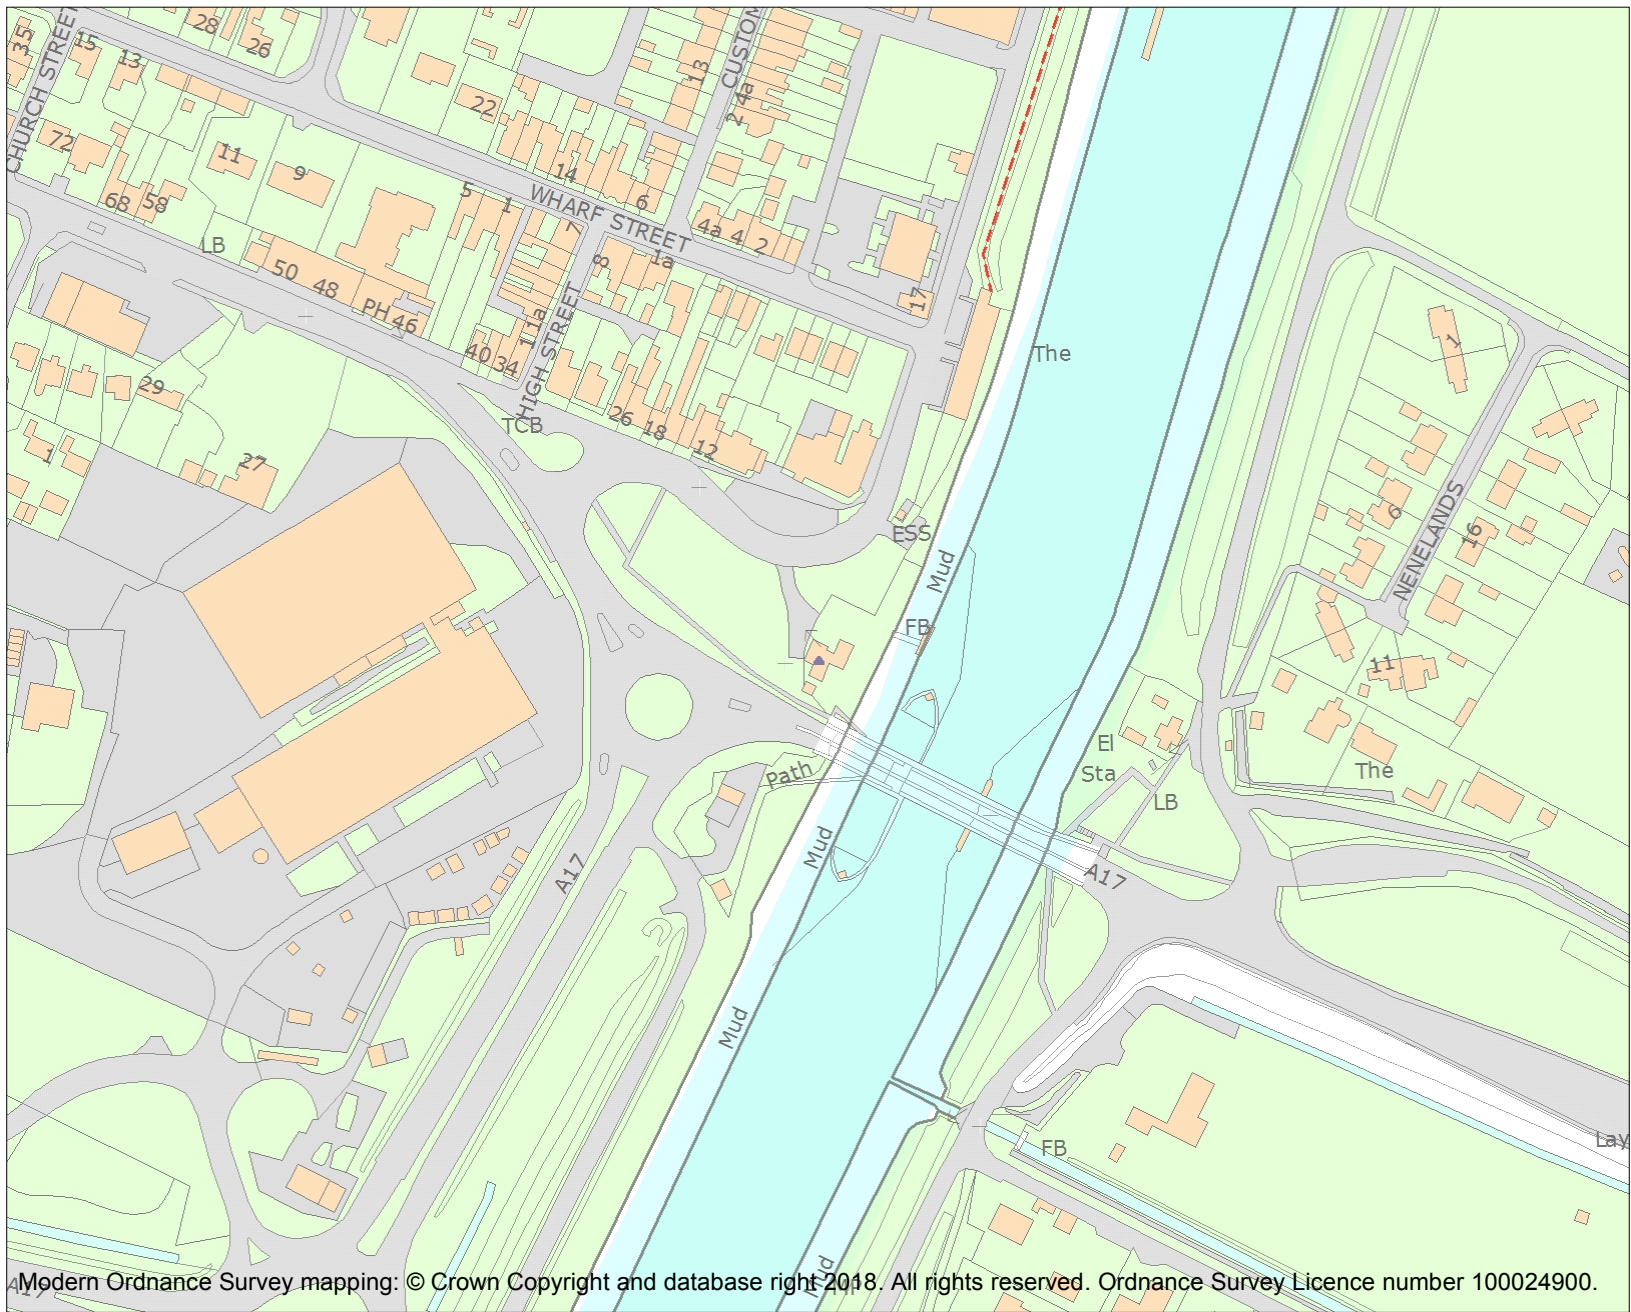 28
26
35
15
13
CHURCH STREET
72
68
58
11
9
22
13
CUSTOM
2 4a
14
6
5
1
WHARF STREET
7
8
1a
4a
4
2
17
LB
50
48
PH 46
40
34
1
11a
HIGH STREET
TCB
26
18
12
29
27
1
The
ESS
Mud
FB
1
6
16
NENELANDS
11
The
El
Sta
LB
Path
Mud
A17
A17
Mud
FB
Lay
Mud
A17
Modern Ordnance Survey mapping: © Crown Copyright and database right 2018. All rights reserved. Ordnance Survey Licence number 100024900.